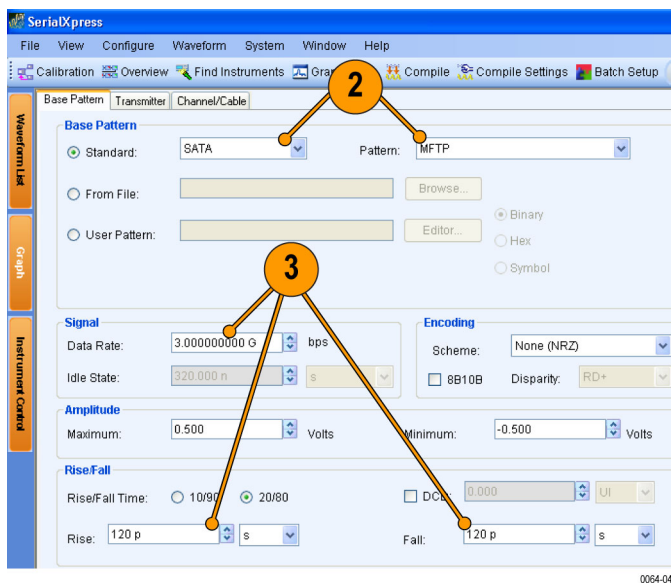 SerialXpress
File View Configure Waveform System Window Help
Calibration Overview Find Instruments Gra Compile Compile Settings Batch Setup
Base Pattern Transmitter Channel/Cable
2
Waveform List
Base Pattern
Standard: SATA Pattern: MFTP
From File: Browse...
User Pattern: Editor... Binary
Hex
Symbol
Graph
3
Signal
Data Rate: 3.000000000 G bps
Idle State: 320.000 n s
Encoding
Scheme: None (NRZ)
8B10B Disparity: RD+
Instrument Control
Amplitude
Maximum: 0.500 Volts Minimum: -0.500 Volts
Rise/Fall
Rise/Fall Time: 10/90 20/80 DCD: 0.000 UI
Rise: 120 p s Fall: 120 p s
0064-04